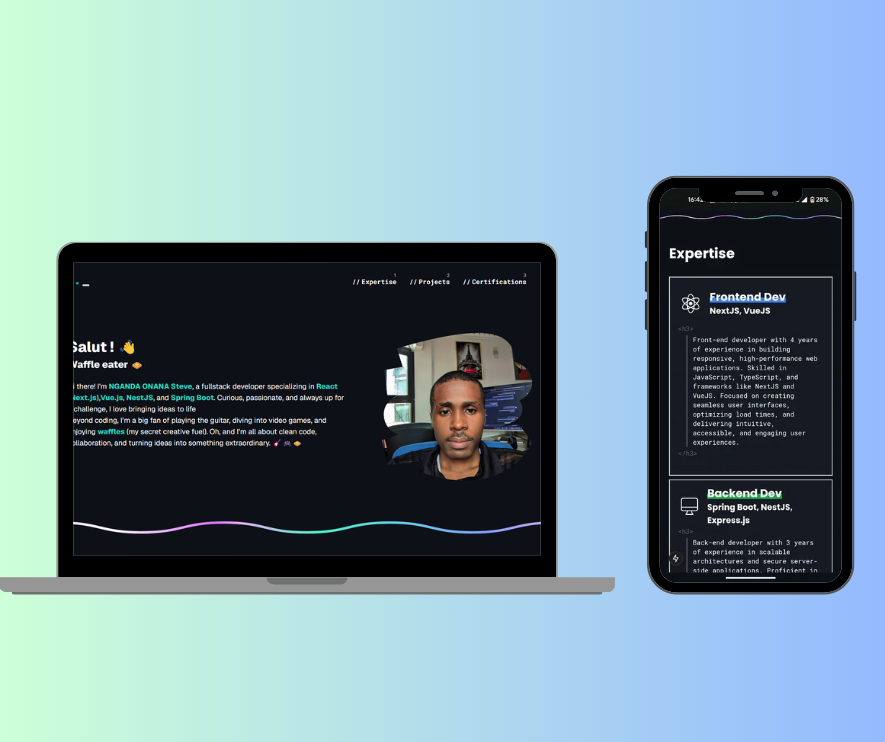 // Expertise
1
// Projects
3
// Certifications
3
Salut ! 👋
Waffle eater 🧇
i there! I'm NGANDA ONANA Steve, a fullstack developer specializing in React
Next.js),Vue.js, NestJS, and Spring Boot. Curious, passionate, and always up for
challenge, I love bringing ideas to life
eyond coding, I'm a big fan of playing the guitar, diving into video games, and
njoying waffles (my secret creative fuel). Oh, and I'm all about clean code,
ollaboration, and turning ideas into something extraordinary. 🎸 🎮 🧇
28%
Expertise
Frontend Dev
NextJS, VueJS
<h3>
Front-end developer with 4 years
of experience in building
responsive, high-performance web
applications. Skilled in
JavaScript, TypeScript, and
frameworks like NextJS and
VueJS. Focused on creating
seamless user interfaces,
optimizing load times, and
delivering intuitive,
accessible, and engaging user
experiences.
</h3>
Backend Dev
Spring Boot, NestJS,
Express.js
<h3>
Back-end developer with 3 years
of experience in scalable
architectures and secure server-
side applications. Proficient in